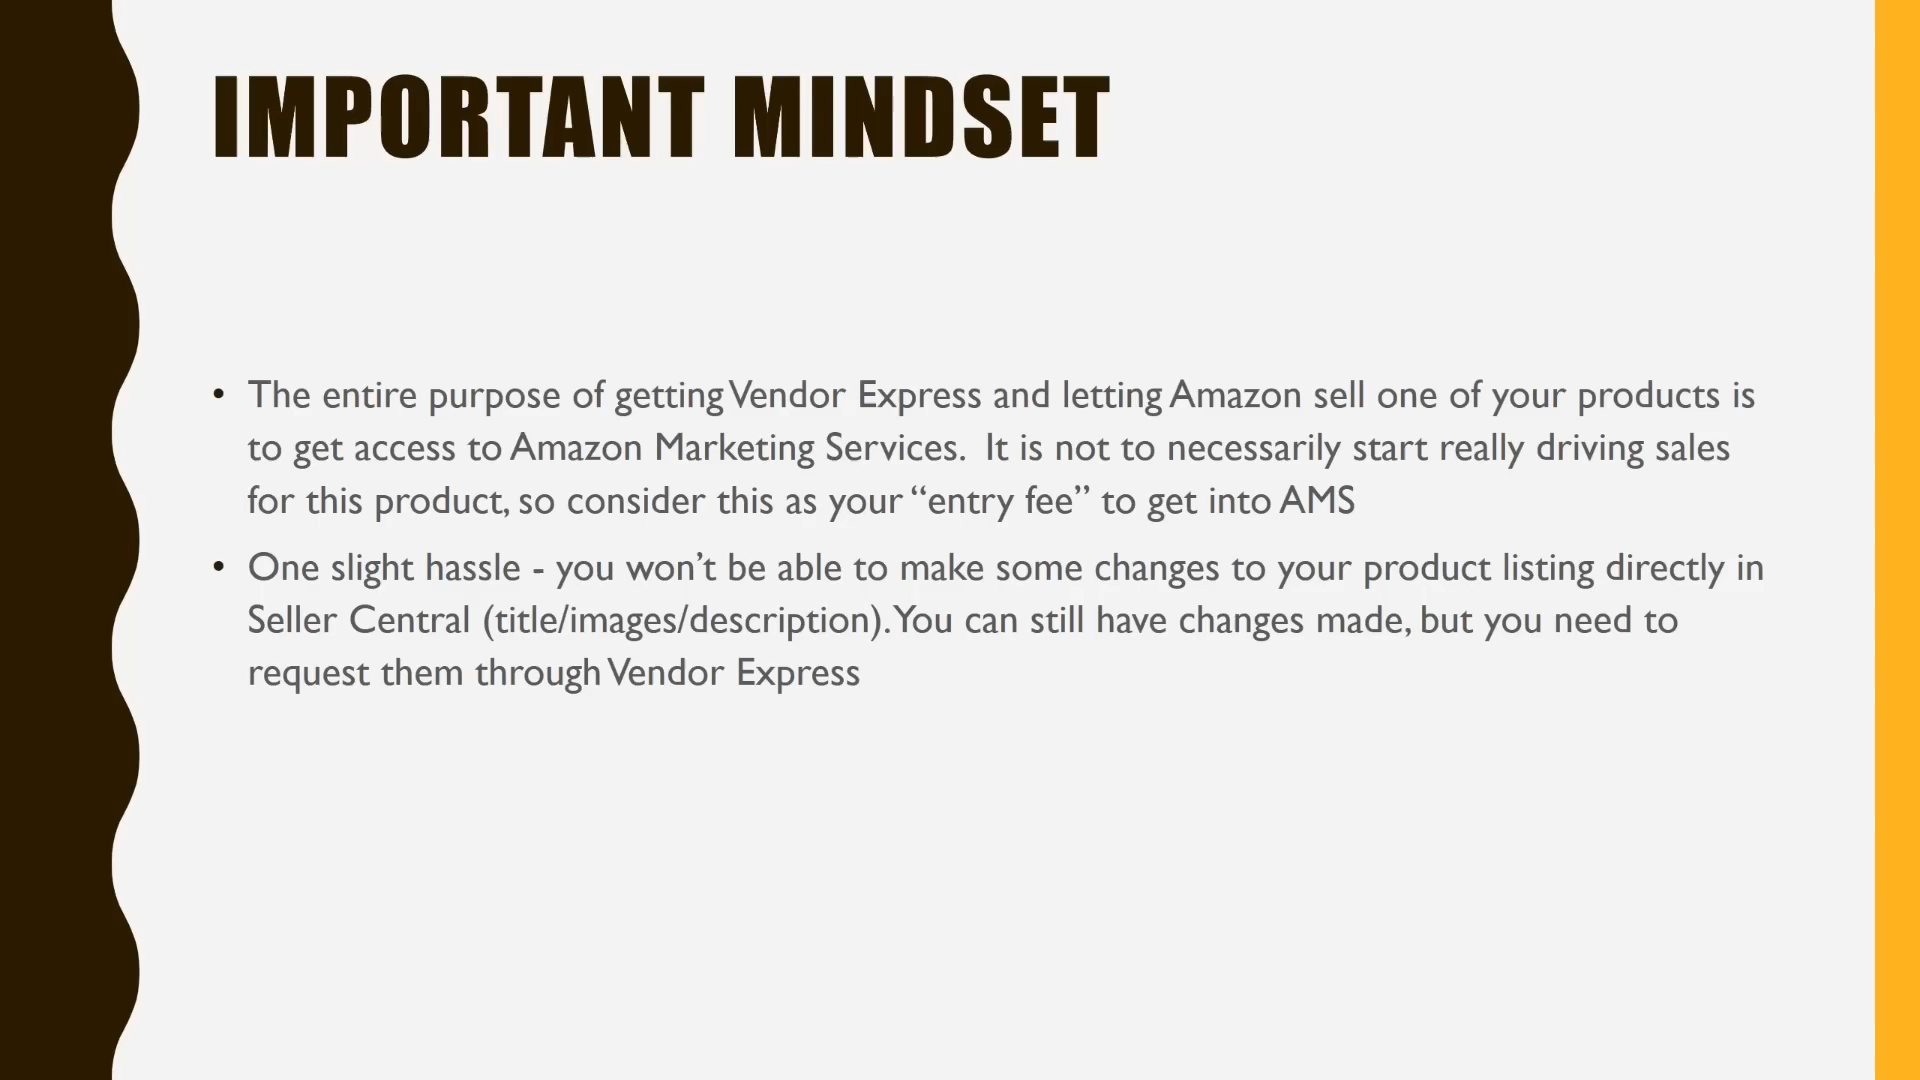 IMPORTANT MINDSET
• The entire purpose of getting Vendor Express and letting Amazon sell one of your products is
to get access to Amazon Marketing Services.  It is not to necessarily start really driving sales
for this product, so consider this as your “entry fee” to get into AMS
• One slight hassle - you won’t be able to make some changes to your product listing directly in
Seller Central (title/images/description). You can still have changes made, but you need to
request them through Vendor Express